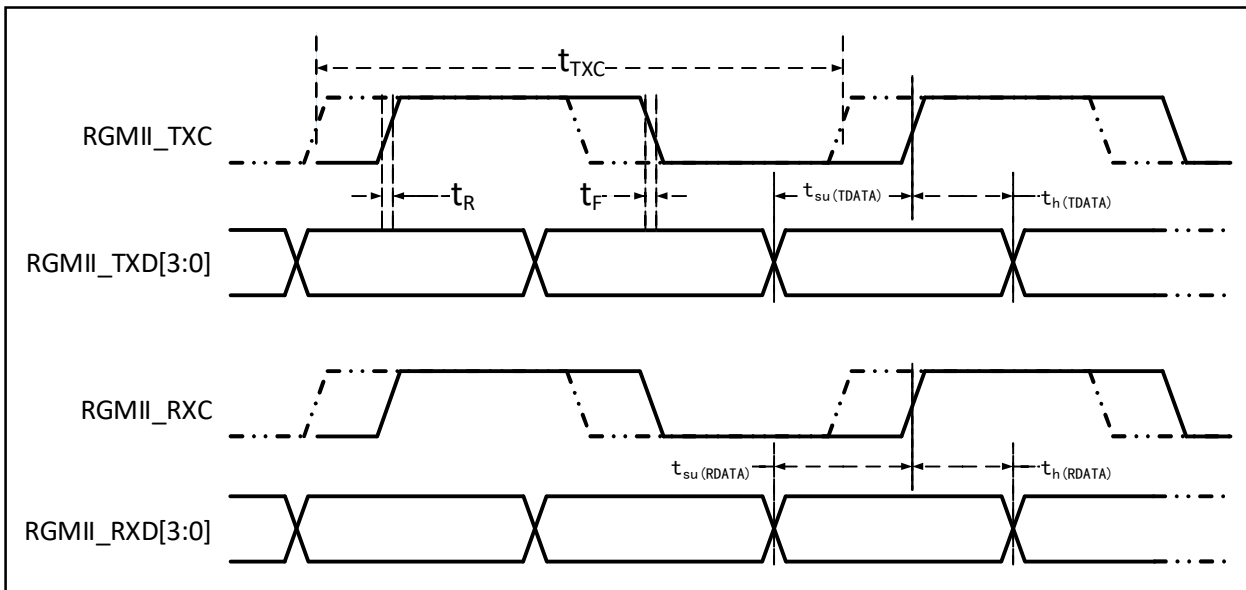 tTXC
RGMII_TXC
tR
tF
tsu(TDATA)
th(TDATA)
RGMII_TXD[3:0]
RGMII_RXC
tsu(RDATA)
th(RDATA)
RGMII_RXD[3:0]